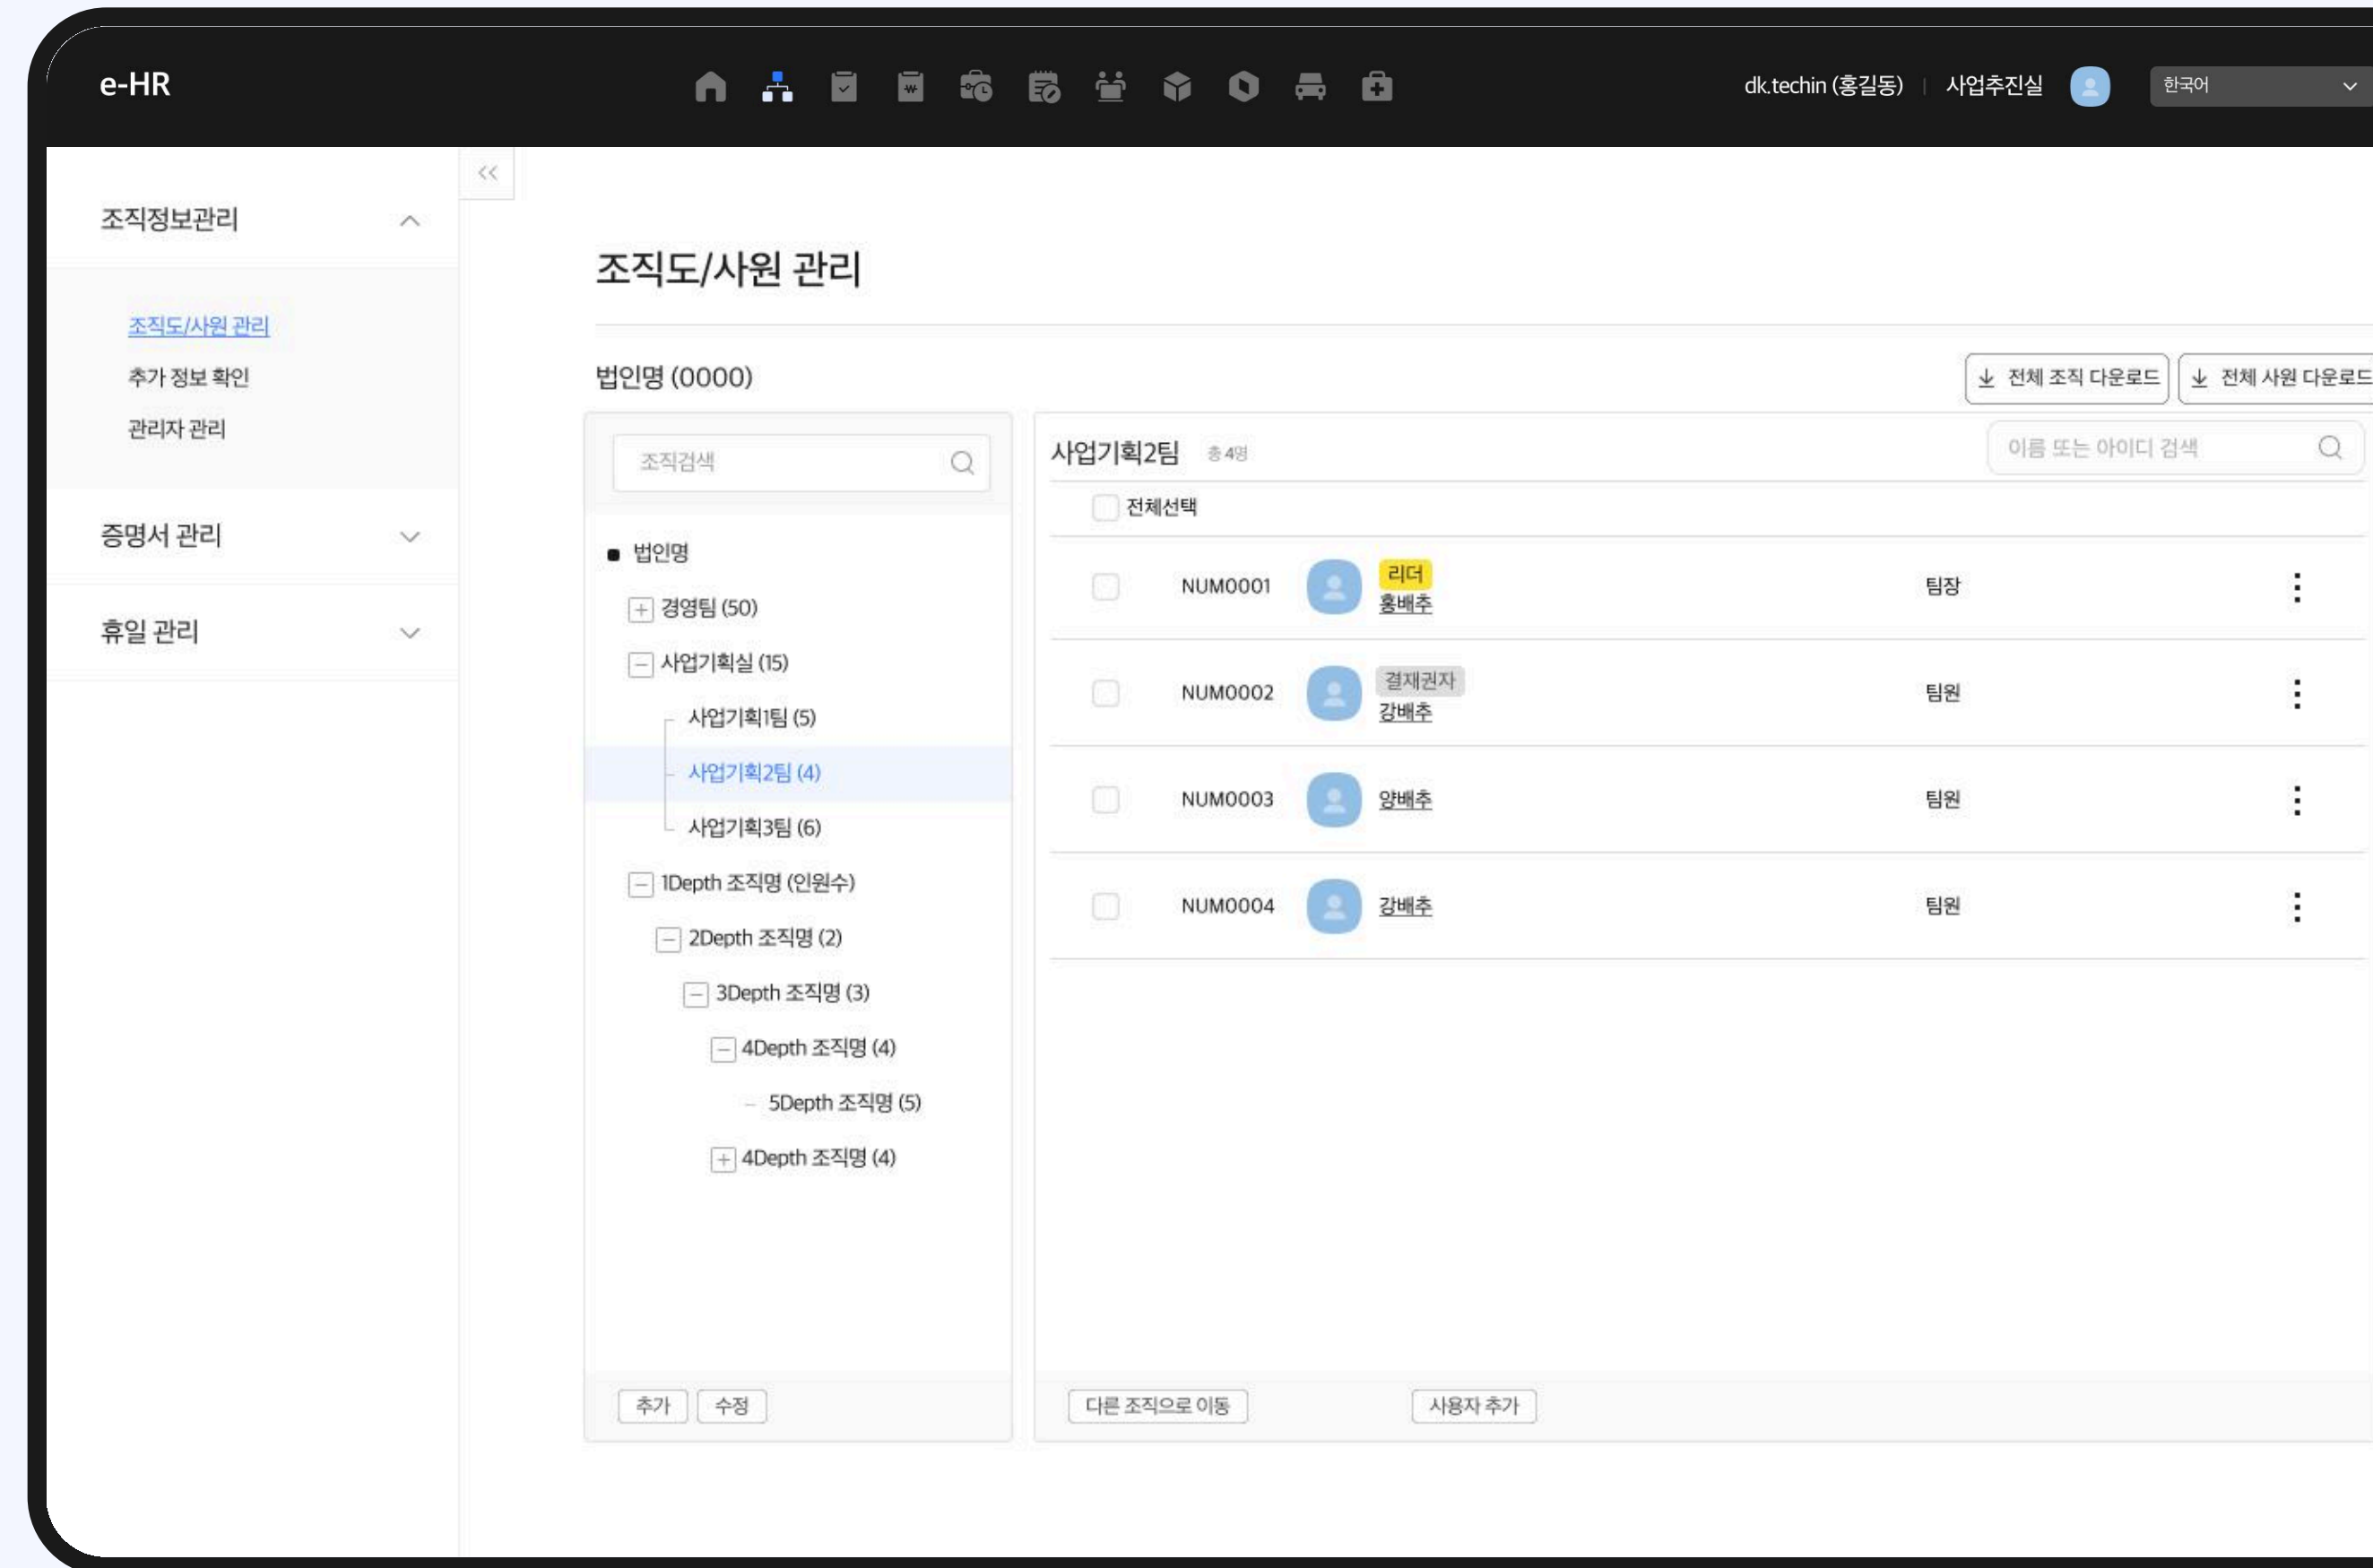 e-HR
dk.techin (홍길동) | 사업추진실
한국어
조직정보관리
조직도/사원 관리
추가 정보 확인
관리자 관리
증명서 관리
휴일 관리
조직도/사원 관리
법인명 (0000)
전체 조직 다운로드
전체 사원 다운로드
조직검색
법인명
경영팀 (50)
사업기획실 (15)
사업기획1팀 (5)
사업기획2팀 (4)
사업기획3팀 (6)
1Depth 조직명 (인원수)
2Depth 조직명 (2)
3Depth 조직명 (3)
4Depth 조직명 (4)
5Depth 조직명 (5)
4Depth 조직명 (4)
추가 수정
사업기획2팀 총 4명
이름 또는 아이디 검색
전체선택
리더
NUM0001 홍배추 팀장
결재권자
NUM0002 강배추 팀원
NUM0003 양배추 팀원
NUM0004 강배추 팀원
다른 조직으로 이동 사용자 추가